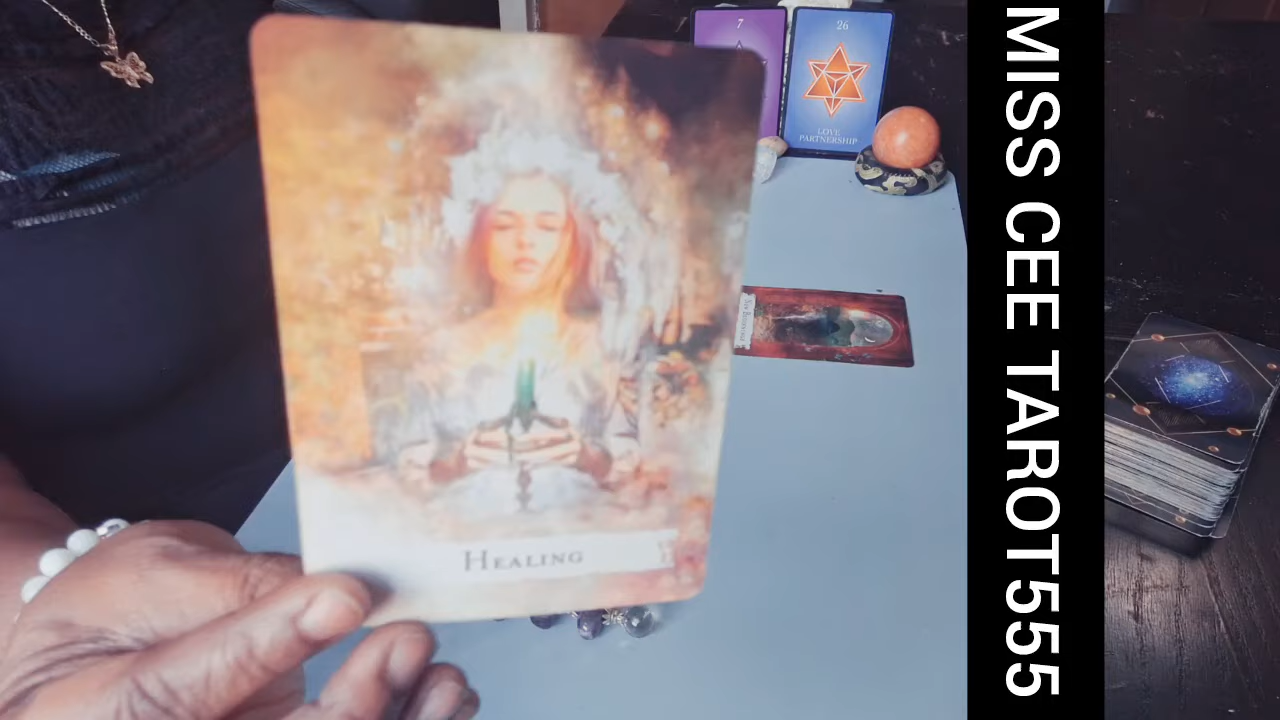 7
26
LOVE
PARTNERSHIP
HEALING
MISS CEE TAROT555